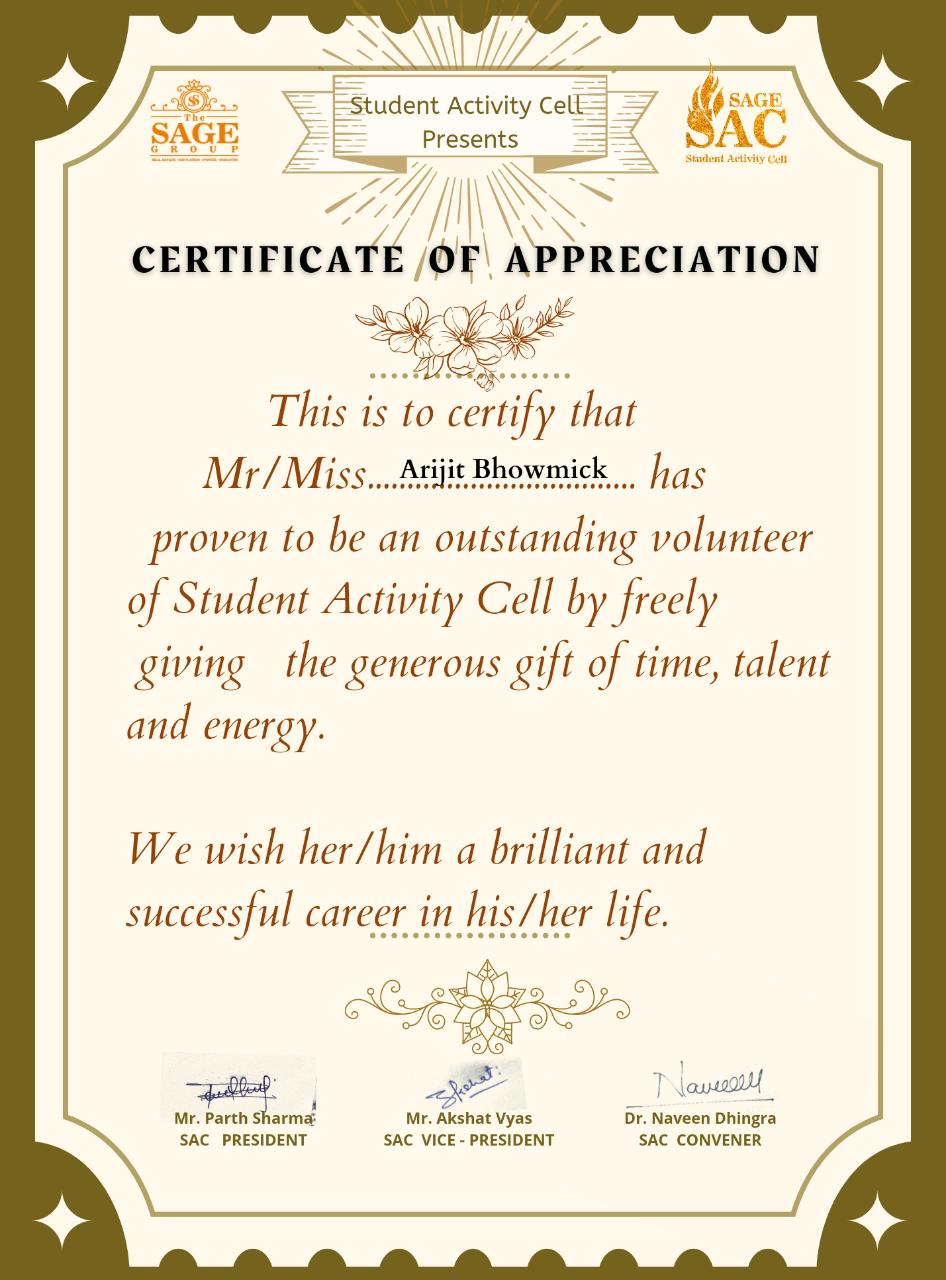 The
SAGE
GROUP
Student Activity Cell
Presents
SAGE
SAC
Student Activity Cell
CERTIFICATE OF APPRECIATION
This is to certify that
Mr/Miss....Arijit Bhowmick.... has
proven to be an outstanding volunteer
of Student Activity Cell by freely
giving the generous gift of time, talent
and energy.
We wish her/him a brilliant and
successful career in his/her life.
Akshat
Naveen
Mr. Parth Sharma
SAC PRESIDENT
Mr. Akshat Vyas
SAC VICE - PRESIDENT
Dr. Naveen Dhingra
SAC CONVENER